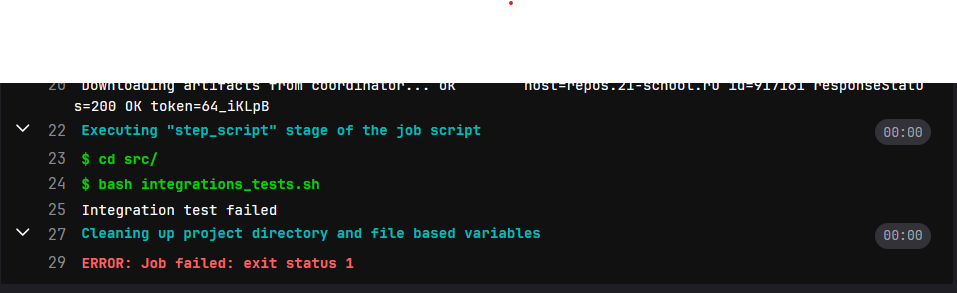 20 Downloading artifacts from coordinator... ok host=repos.21-school.ru id=917181 responseStatu
s=200 OK token=64_iKLpB
22 Executing "step_script" stage of the job script 00:00
23 $ cd src/
24 $ bash integrations_tests.sh
25 Integration test failed
27 Cleaning up project directory and file based variables 00:00
29 ERROR: Job failed: exit status 1